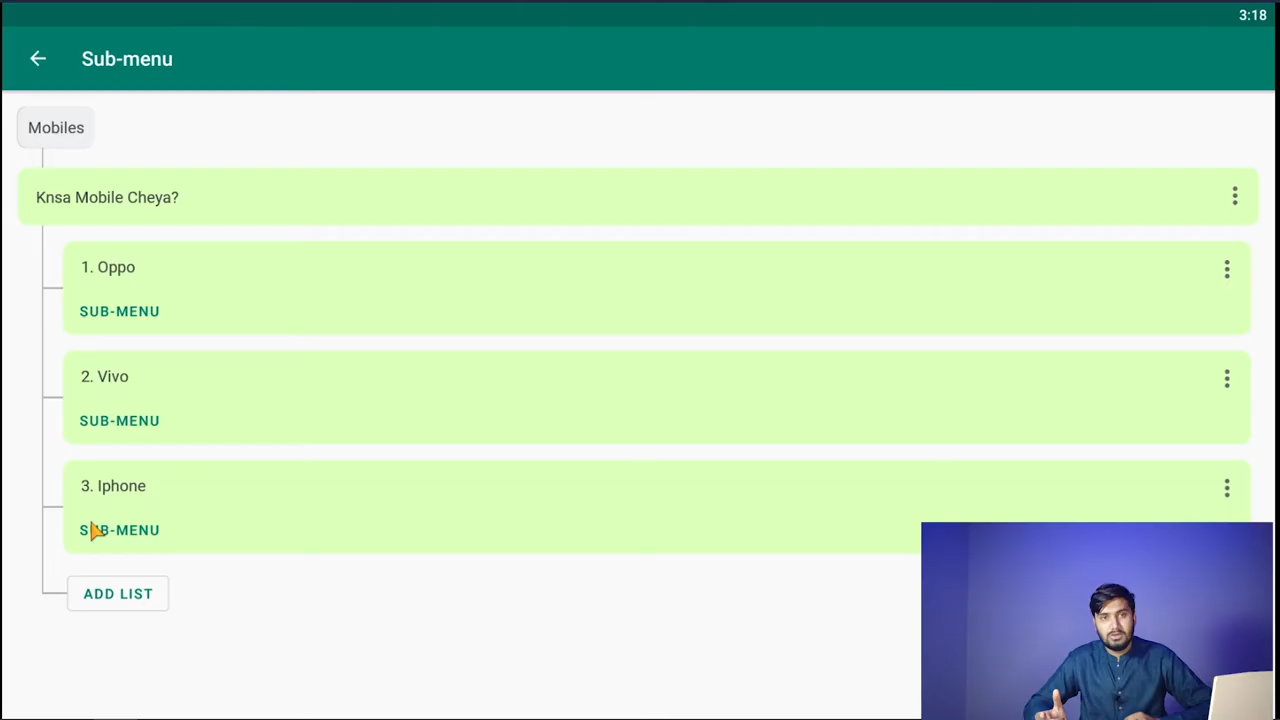 3:18
Sub-menu
Mobiles
Knsa Mobile Cheya?
1. Oppo
SUB-MENU
2. Vivo
SUB-MENU
3. Iphone
SUB-MENU
ADD LIST